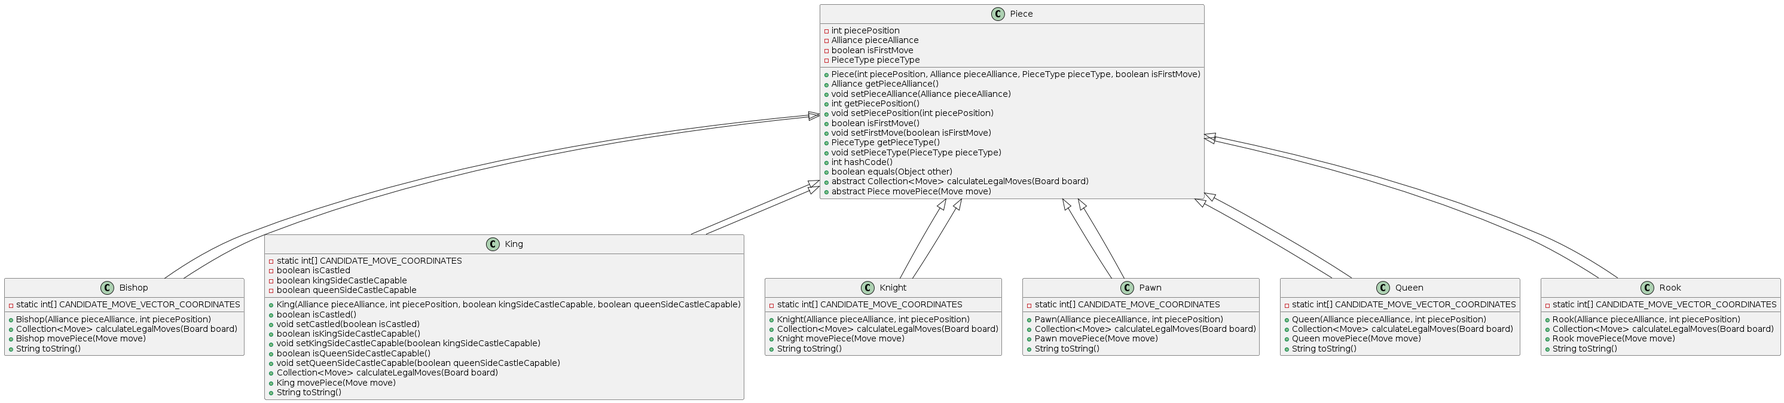 C Piece
int piecePosition
Alliance pieceAlliance
boolean isFirstMove
PieceType pieceType
Piece(int piecePosition, Alliance pieceAlliance, PieceType pieceType, boolean isFirstMove)
Alliance getPieceAlliance()
void setPieceAlliance(Alliance pieceAlliance)
int getPiecePosition()
void setPiecePosition(int piecePosition)
boolean isFirstMove()
void setFirstMove(boolean isFirstMove)
PieceType getPieceType()
void setPieceType(PieceType pieceType)
int hashCode()
boolean equals(Object other)
abstract Collection<Move> calculateLegalMoves(Board board)
abstract Piece movePiece(Move move)
C Bishop
static int[] CANDIDATE_MOVE_VECTOR_COORDINATES
Bishop(Alliance pieceAlliance, int piecePosition)
Collection<Move> calculateLegalMoves(Board board)
Bishop movePiece(Move move)
String toString()
C King
static int[] CANDIDATE_MOVE_COORDINATES
boolean isCastled
boolean kingSideCastleCapable
boolean queenSideCastleCapable
King(Alliance pieceAlliance, int piecePosition, boolean kingSideCastleCapable, boolean queenSideCastleCapable)
boolean isCastled()
void setCastled(boolean isCastled)
boolean isKingSideCastleCapable()
void setKingSideCastleCapable(boolean kingSideCastleCapable)
boolean isQueenSideCastleCapable()
void setQueenSideCastleCapable(boolean queenSideCastleCapable)
Collection<Move> calculateLegalMoves(Board board)
King movePiece(Move move)
String toString()
C Knight
static int[] CANDIDATE_MOVE_COORDINATES
Knight(Alliance pieceAlliance, int piecePosition)
Collection<Move> calculateLegalMoves(Board board)
Knight movePiece(Move move)
String toString()
C Pawn
static int[] CANDIDATE_MOVE_COORDINATES
Pawn(Alliance pieceAlliance, int piecePosition)
Collection<Move> calculateLegalMoves(Board board)
Pawn movePiece(Move move)
String toString()
C Queen
static int[] CANDIDATE_MOVE_VECTOR_COORDINATES
Queen(Alliance pieceAlliance, int piecePosition)
Collection<Move> calculateLegalMoves(Board board)
Queen movePiece(Move move)
String toString()
C Rook
static int[] CANDIDATE_MOVE_VECTOR_COORDINATES
Rook(Alliance pieceAlliance, int piecePosition)
Collection<Move> calculateLegalMoves(Board board)
Rook movePiece(Move move)
String toString()